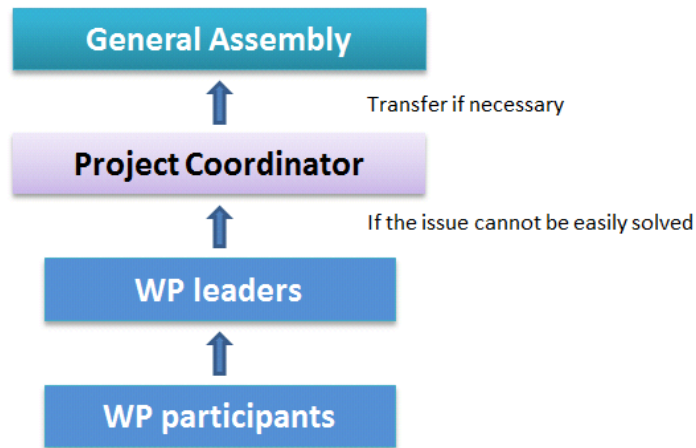 General Assembly
Transfer if necessary
Project Coordinator
If the issue cannot be easily solved
WP leaders
WP participants